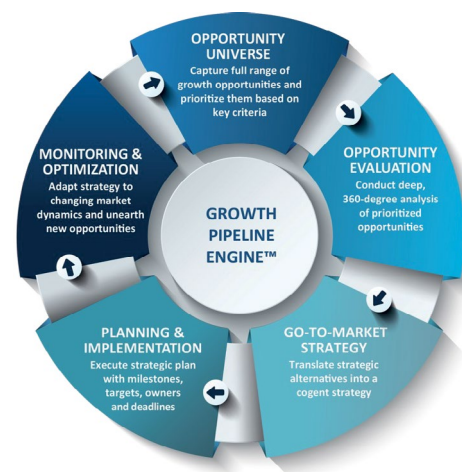 OPPORTUNITY
UNIVERSE
Capture full range of
growth opportunities and
prioritize them based on
key criteria
OPPORTUNITY
EVALUATION
Conduct deep,
360-degree analysis
of prioritized
opportunities
GO-TO-MARKET
STRATEGY
Translate strategic
alternatives into a
cogent strategy
PLANNING &
IMPLEMENTATION
Execute strategic plan
with milestones,
targets, owners
and deadlines
MONITORING &
OPTIMIZATION
Adapt strategy to
changing market
dynamics and unearth
new opportunities
GROWTH
PIPELINE
ENGINE™